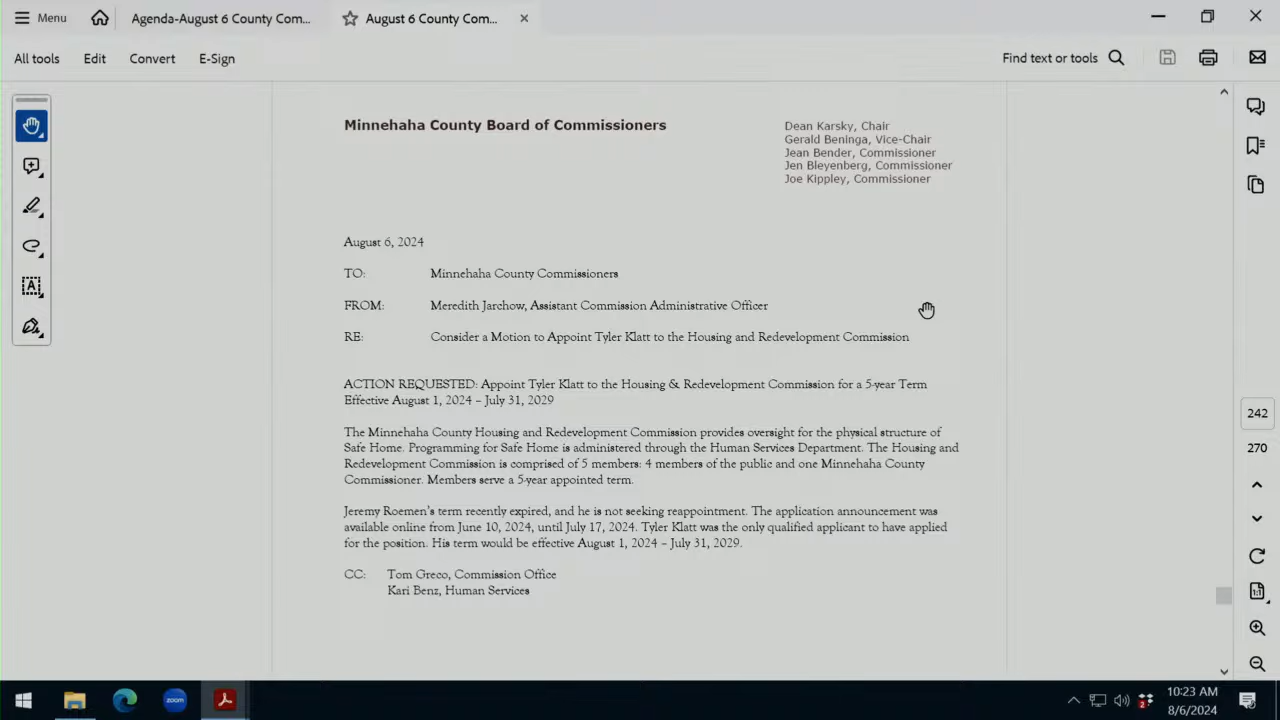 Menu
Agenda-August 6 County Com...
August 6 County Com...
All tools
Edit
Convert
E-Sign
Find text or tools
Minnehaha County Board of Commissioners
Dean Karsky, Chair
Gerald Beninga, Vice-Chair
Jean Bender, Commissioner
Jen Bleyenberg, Commissioner
Joe Kippley, Commissioner
August 6, 2024
TO: Minnehaha County Commissioners
FROM: Meredith Jarchow, Assistant Commission Administrative Officer
RE: Consider a Motion to Appoint Tyler Klatt to the Housing and Redevelopment Commission
ACTION REQUESTED: Appoint Tyler Klatt to the Housing & Redevelopment Commission for a 5-year Term
Effective August 1, 2024 – July 31, 2029
The Minnehaha County Housing and Redevelopment Commission provides oversight for the physical structure of
Safe Home. Programming for Safe Home is administered through the Human Services Department. The Housing and
Redevelopment Commission is comprised of 5 members: 4 members of the public and one Minnehaha County
Commissioner. Members serve a 5-year appointed term.
Jeremy Roemen's term recently expired, and he is not seeking reappointment. The application announcement was
available online from June 10, 2024, until July 17, 2024. Tyler Klatt was the only qualified applicant to have applied
for the position. His term would be effective August 1, 2024 – July 31, 2029.
CC: Tom Greco, Commission Office
Kari Benz, Human Services
242
270
1:1
zoom
2
10:23 AM
8/6/2024